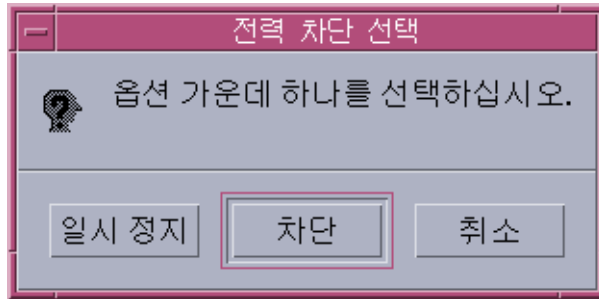 전력 차단 선택
옵션 가운데 하나를 선택하십시오.
일시 정지 차단 취소